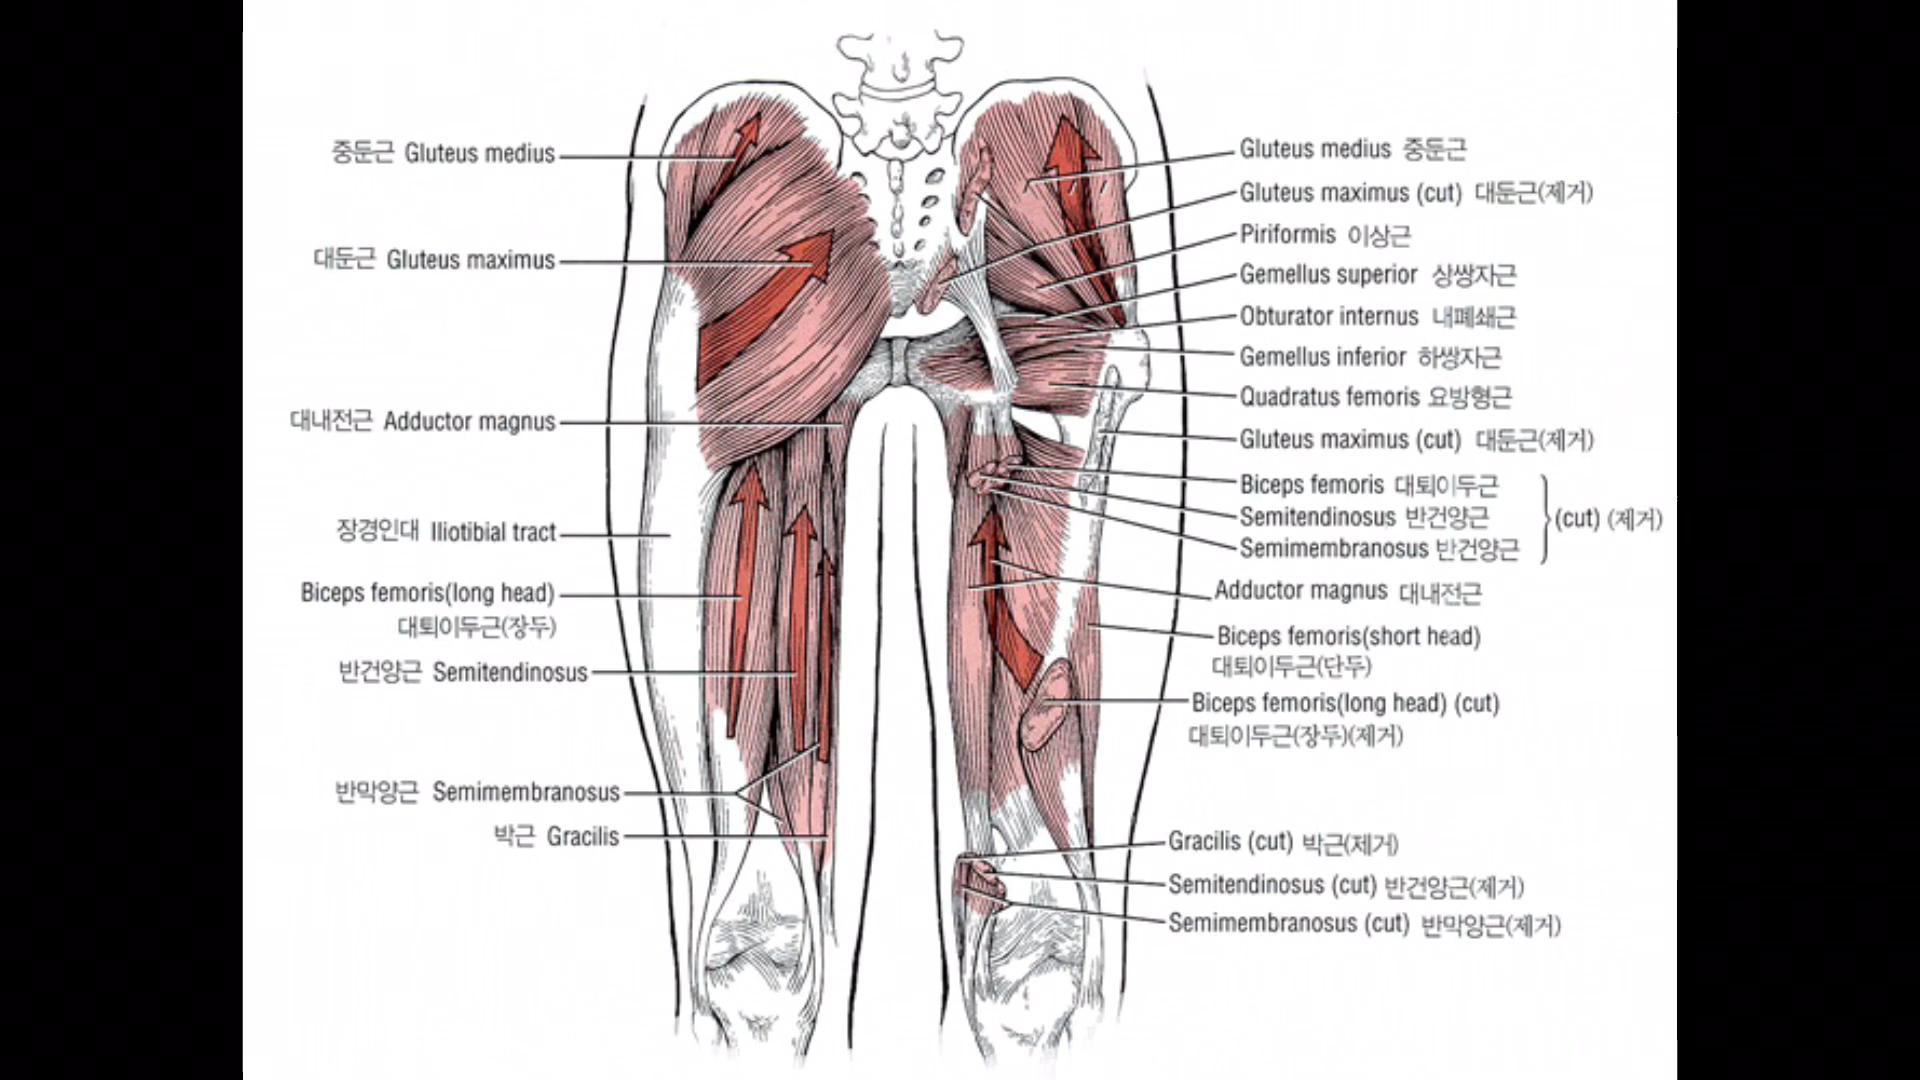 중둔근 Gluteus medius
대둔근 Gluteus maximus
대내전근 Adductor magnus
장경인대 Iliotibial tract
Biceps femoris(long head)
대퇴이두근(장두)
반건양근 Semitendinosus
반막양근 Semimembranosus
박근 Gracilis
Gluteus medius 중둔근
Gluteus maximus (cut) 대둔근(제거)
Piriformis 이상근
Gemellus superior 상쌍자근
Obturator internus 내폐쇄근
Gemellus inferior 하쌍자근
Quadratus femoris 요방형근
Gluteus maximus (cut) 대둔근(제거)
Biceps femoris 대퇴이두근
Semitendinosus 반건양근 (cut) (제거)
Semimembranosus 반건양근
Adductor magnus 대내전근
Biceps femoris(short head)
대퇴이두근(단두)
Biceps femoris(long head) (cut)
대퇴이두근(장두)(제거)
Gracilis (cut) 박근(제거)
Semitendinosus (cut) 반건양근(제거)
Semimembranosus (cut) 반막양근(제거)